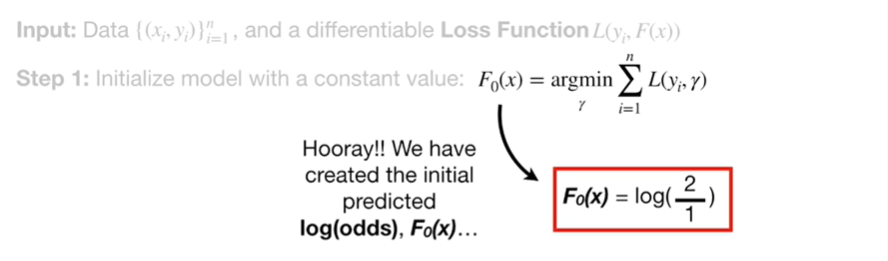 Input: Data {(xᵢ, yᵢ)}ⁿᵢ₌₁, and a differentiable Loss Function L(yᵢ, F(x))
Step 1: Initialize model with a constant value: F₀(x) = argmin_γ ∑ⁿᵢ₌₁ L(yᵢ, γ)
Hooray!! We have
created the initial
predicted
log(odds), F₀(x)…
F₀(x) = log(2/1)